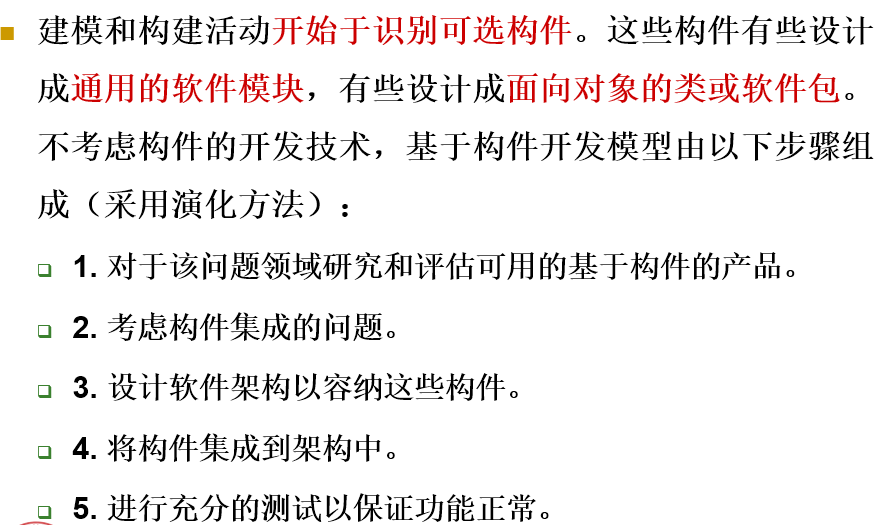 建模和构建活动开始于识别可选构件。这些构件有些设计
成通用的软件模块，有些设计成面向对象的类或软件包。
不考虑构件的开发技术，基于构件开发模型由以下步骤组
成（采用演化方法）：
1. 对于该问题领域研究和评估可用的基于构件的产品。
2. 考虑构件集成的问题。
3. 设计软件架构以容纳这些构件。
4. 将构件集成到架构中。
5. 进行充分的测试以保证功能正常。